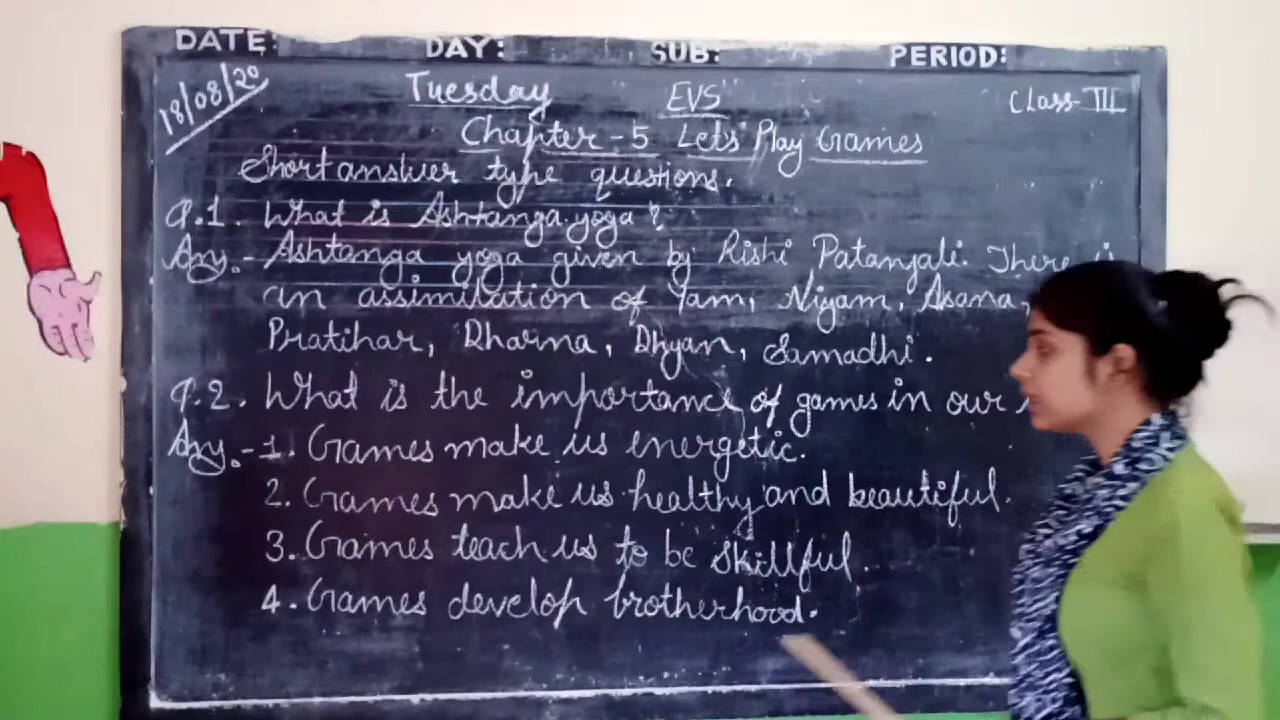 DATE: DAY: SUB: PERIOD:
18/08/20 Tuesday EVS Class-III
Chapter-5 Lets' Play Games
Short answer type questions.
Q.1. What is Ashtanga yoga?
Ans.- Ashtanga yoga given by Rishi Patanjali. There
an assimilation of Yam, Niyam, Asana,
Pratihar, Dharna, Dhyan, Samadhi.
Q.2. What is the importance of games in our
Ans.-1. Games make us energetic.
2. Games make us healthy and beautiful.
3. Games teach us to be skillful.
4. Games develop brotherhood.